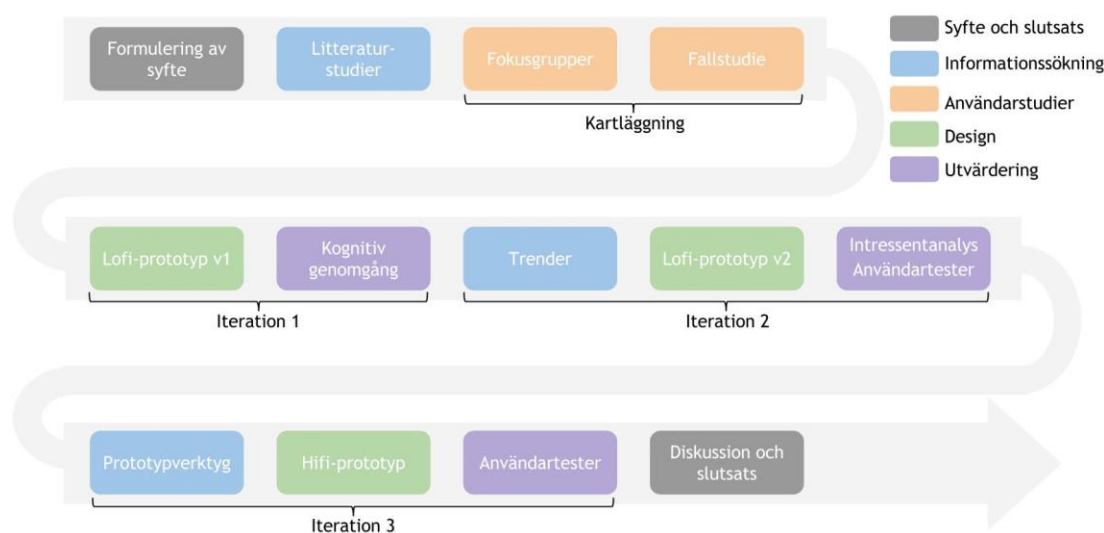 Formulering av
syfte
Litteratur-
studier
Fokusgrupper
Fallstudie
Kartläggning
Syfte och slutsats
Informationssökning
Användarstudier
Design
Utvärdering
Lofi-prototyp v1
Kognitiv
genomgång
Trender
Lofi-prototyp v2
Intressentanalys
Användartester
Iteration 1
Iteration 2
Prototypverktyg
Hifi-prototyp
Användartester
Diskussion och
slutsats
Iteration 3